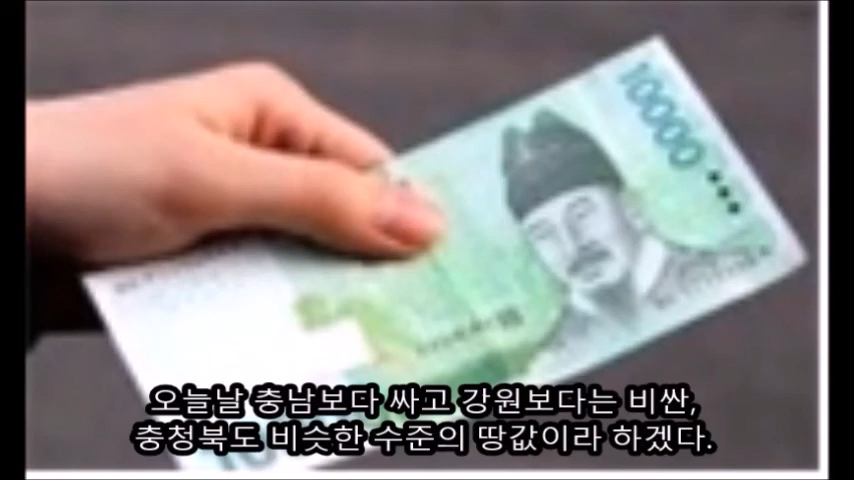 10000
오늘날 충남보다 싸고 강원보다는 비싼,
충청북도 비슷한 수준의 땅값이라 하겠다.